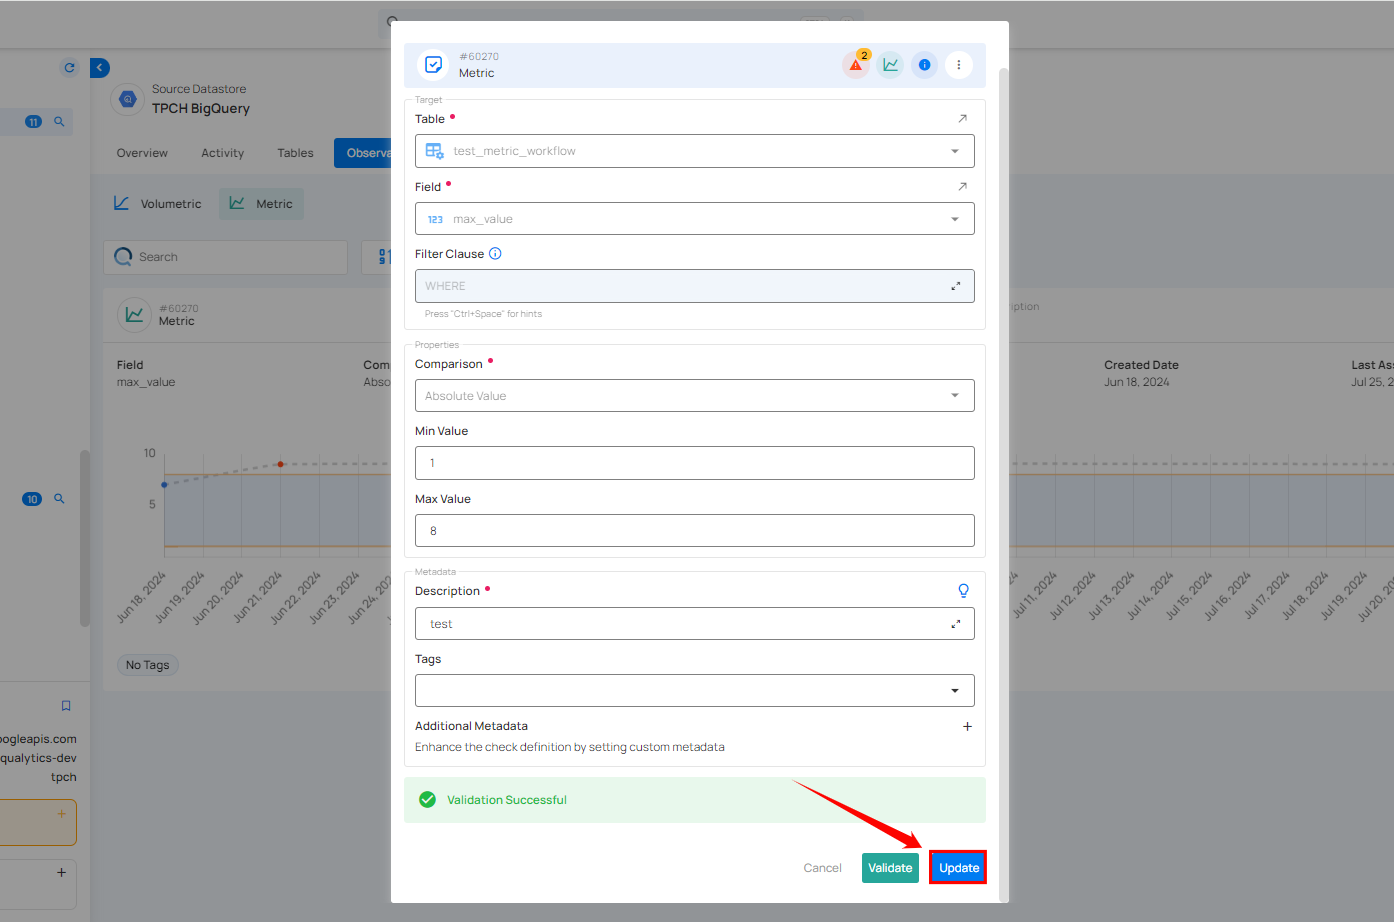 11
10
oogleapis.com
qualytics-dev
tpch
Source Datastore
TPCH BigQuery
Overview
Activity
Tables
Observa
Volumetric
Metric
Search
#60270
Metric
Field
max_value
Com
Abso
10
5
Jun 18, 2024
Jun 19, 2024
Jun 20, 2024
Jun 21, 2024
Jun 22, 2024
Jun 23, 2024
Jun 24, 202
No Tags
#60270
Metric
2
Target
Table
test_metric_workflow
Field
123 max_value
Filter Clause
WHERE
Press "Ctrl+Space" for hints
Properties
Comparison
Absolute Value
Min Value
1
Max Value
8
Metadata
Description
test
Tags
Additional Metadata
Enhance the check definition by setting custom metadata
Validation Successful
Cancel
Validate
Update
iption
Created Date
Jun 18, 2024
Last Ass
Jul 25, 2
Jul 11, 2024
Jul 12, 2024
Jul 13, 2024
Jul 14, 2024
Jul 15, 2024
Jul 16, 2024
Jul 17, 2024
Jul 18, 2024
Jul 19, 2024
Jul 20, 20